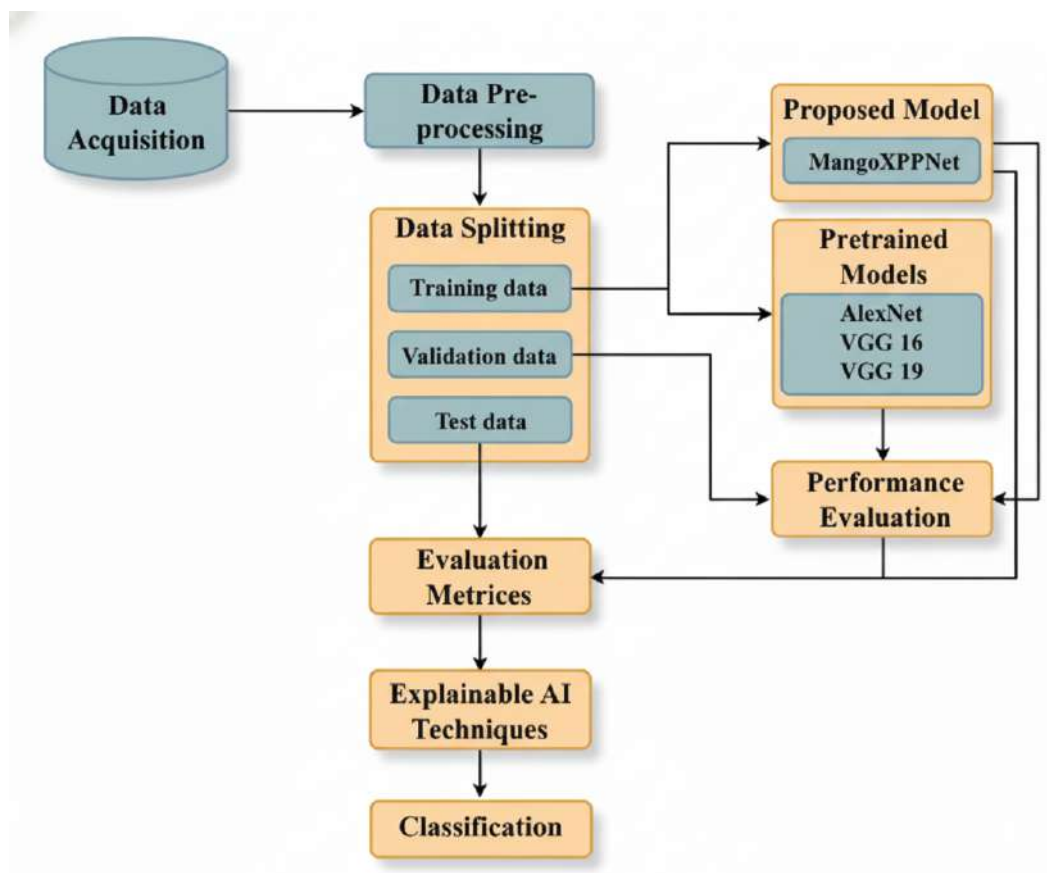 Data
Acquisition
Data Pre-
processing
Data Splitting
Training data
Validation data
Test data
Proposed Model
MangoXPPNet
Pretrained
Models
AlexNet
VGG 16
VGG 19
Performance
Evaluation
Evaluation
Metrices
Explainable AI
Techniques
Classification